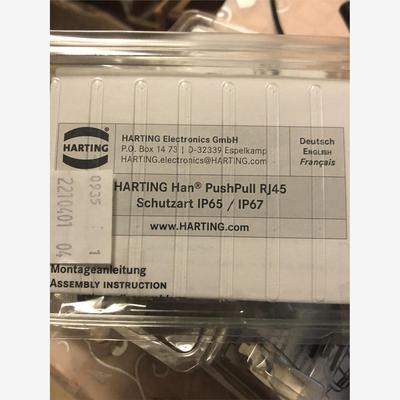 HARTING
HARTING Electronics GmbH
P.O. Box 14 73 | D-32339 Espelkamp
HARTING.electronics@HARTING.com
Deutsch
ENGLISH
Français
HARTING Han® PushPull RJ45
Schutzart IP65 / IP67
www.HARTING.com
0935 1
2210401 04
Montageanleitung
ASSEMBLY INSTRUCTION